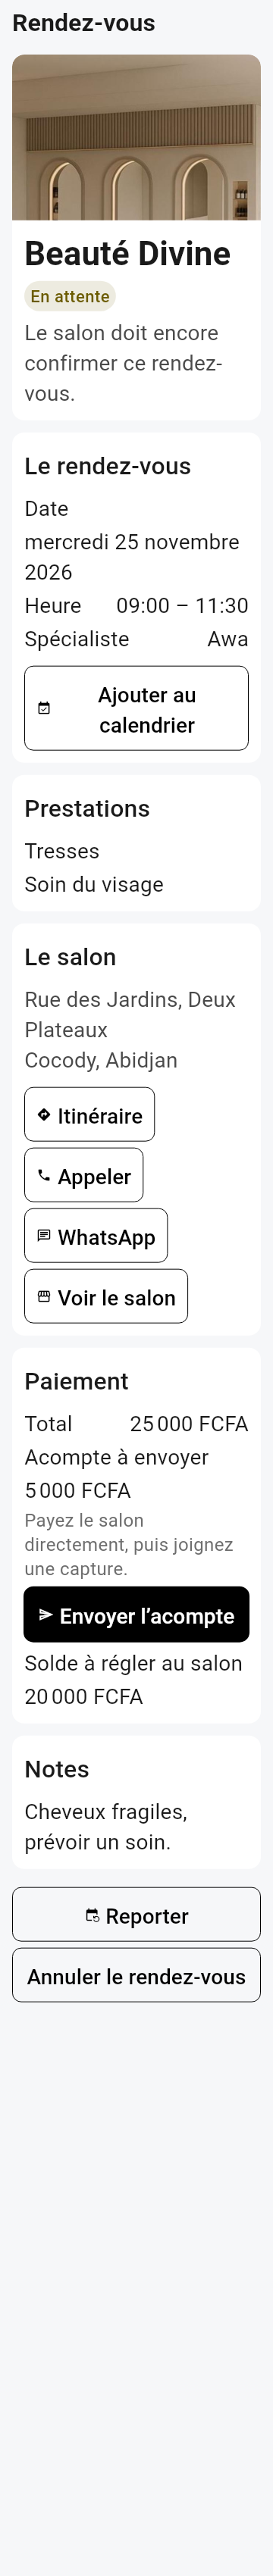 Rendez-vous
Beauté Divine
En attente
Le salon doit encore
confirmer ce rendez-
vous.
Le rendez-vous
Date
mercredi 25 novembre
2026
Heure 09:00 – 11:30
Spécialiste Awa
Ajouter au
calendrier
Prestations
Tresses
Soin du visage
Le salon
Rue des Jardins, Deux
Plateaux
Cocody, Abidjan
Itinéraire
Appeler
WhatsApp
Voir le salon
Paiement
Total 25 000 FCFA
Acompte à envoyer
5 000 FCFA
Payez le salon
directement, puis joignez
une capture.
Envoyer l’acompte
Solde à régler au salon
20 000 FCFA
Notes
Cheveux fragiles,
prévoir un soin.
Reporter
Annuler le rendez-vous